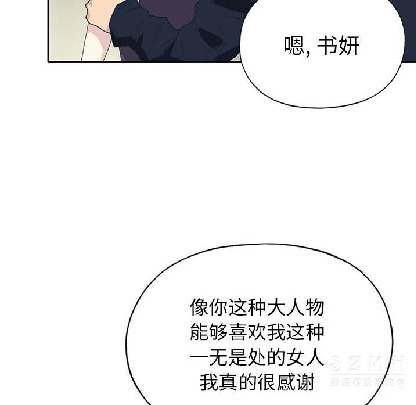 嗯, 书妍
像你这种大人物
能够喜欢我这种
一无是处的女人
我真的很感谢
SZMH